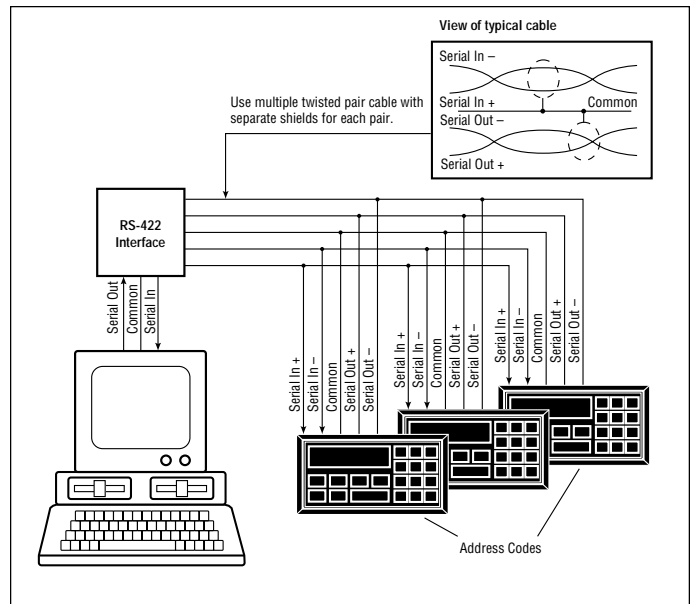 View of typical cable
Serial In –
Serial In +
Common
Serial Out –
Serial Out +
Use multiple twisted pair cable with
separate shields for each pair.
RS-422
Interface
Serial Out
Common
Serial In
Serial In +
Serial In –
Common
Serial Out +
Serial Out –
Serial In +
Serial In –
Common
Serial Out +
Serial Out –
Serial In +
Serial In –
Common
Serial Out +
Serial Out –
Address Codes